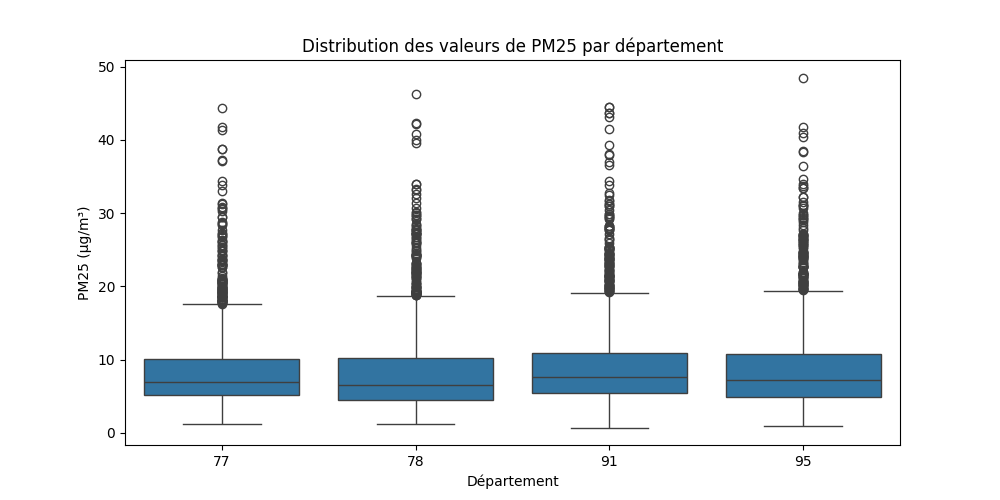 Distribution des valeurs de PM25 par département
PM25 (µg/m³)
50
40
30
20
10
0
77 78 91 95
Département